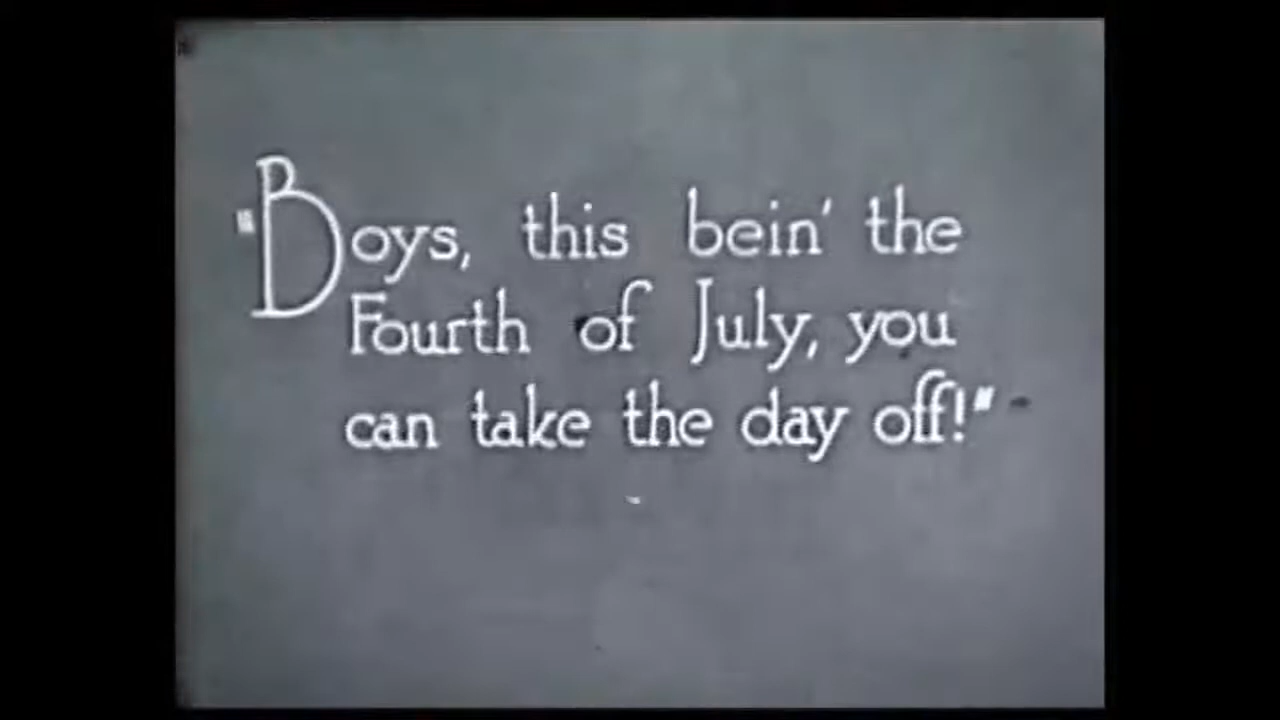 "Boys, this bein' the
Fourth of July, you
can take the day off!"